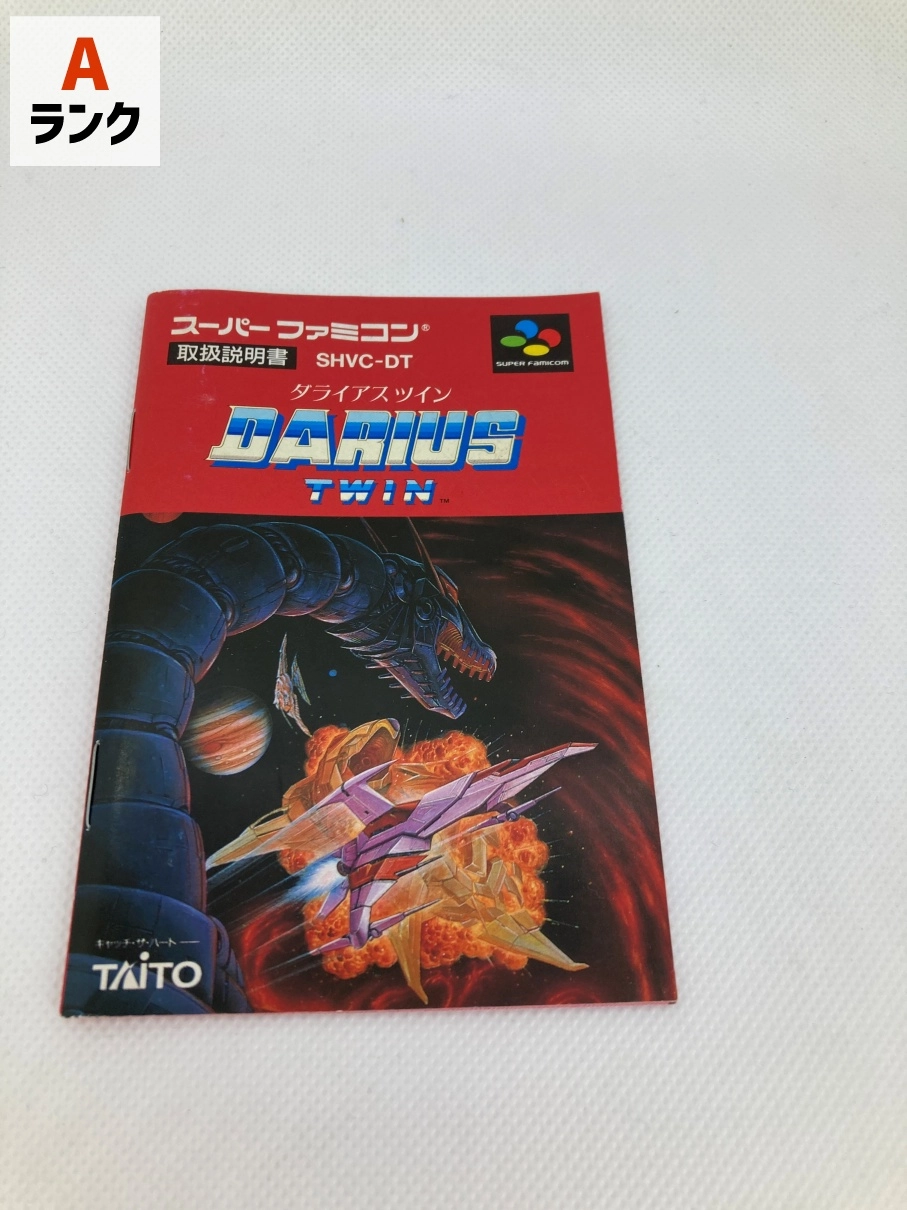 A
ランク
スーパーファミコン®
取扱説明書 SHVC-DT
SUPER FAMICOM
ダライアスツイン
DARIUS
TWIN™
キャッチ・ザ・ハート
TAITO